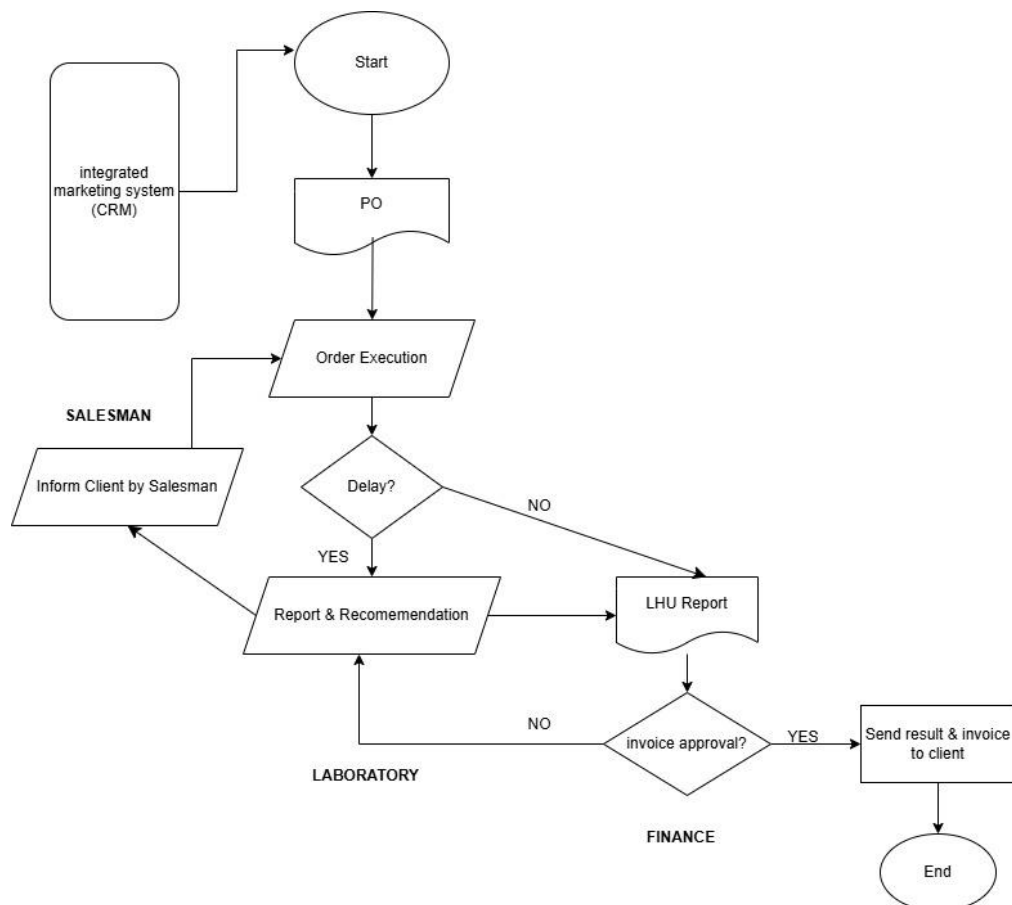 Start
integrated
marketing system
(CRM)
PO
Order Execution
SALESMAN
Inform Client by Salesman
Delay?
NO
YES
Report & Recomemendation
LHU Report
NO
invoice approval?
YES
Send result & invoice
to client
LABORATORY
FINANCE
End